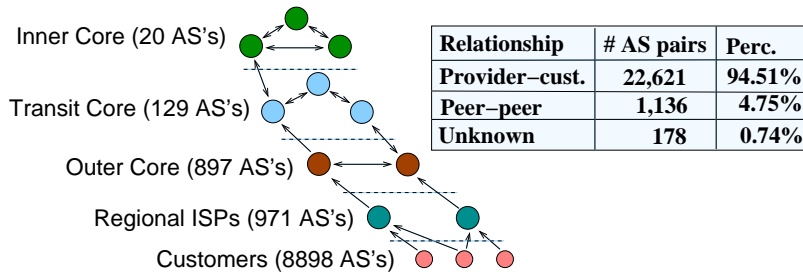 Inner Core (20 AS's)
Transit Core (129 AS's)
Outer Core (897 AS's)
Regional ISPs (971 AS's)
Customers (8898 AS's)
Relationship # AS pairs Perc.
Provider−cust. 22,621 94.51%
Peer−peer 1,136 4.75%
Unknown 178 0.74%